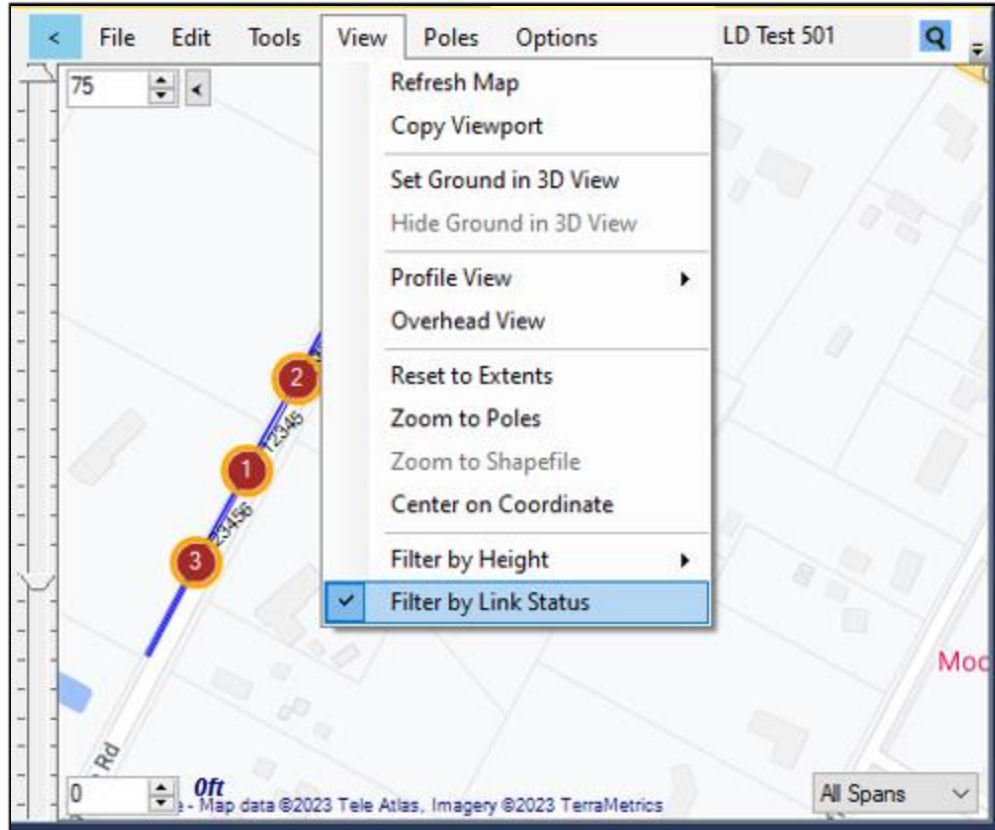 < File Edit Tools View Poles Options LD Test 501
75 <
Refresh Map
Copy Viewport
Set Ground in 3D View
Hide Ground in 3D View
Profile View
Overhead View
Reset to Extents
Zoom to Poles
Zoom to Shapefile
Center on Coordinate
Filter by Height
Filter by Link Status
2
12345
1
23456
3
Moc
Rd
0 0ft
- Map data ©2023 Tele Atlas, Imagery ©2023 TerraMetrics
All Spans